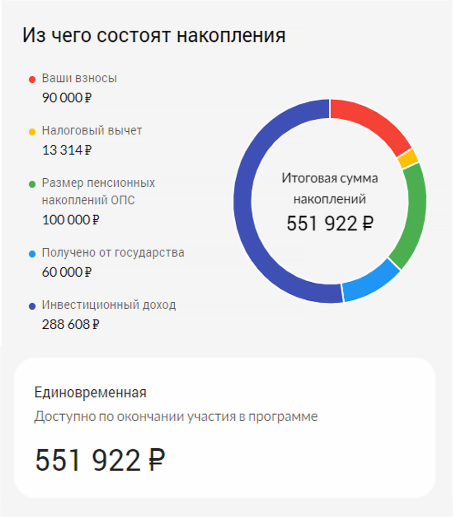 Из чего состоят накопления
Ваши взносы
90 000 ₽
Налоговый вычет
13 314 ₽
Размер пенсионных
накоплений ОПС
100 000 ₽
Получено от государства
60 000 ₽
Инвестиционный доход
288 608 ₽
Итоговая сумма
накоплений
551 922 ₽
Единовременная
Доступно по окончании участия в программе
551 922 ₽